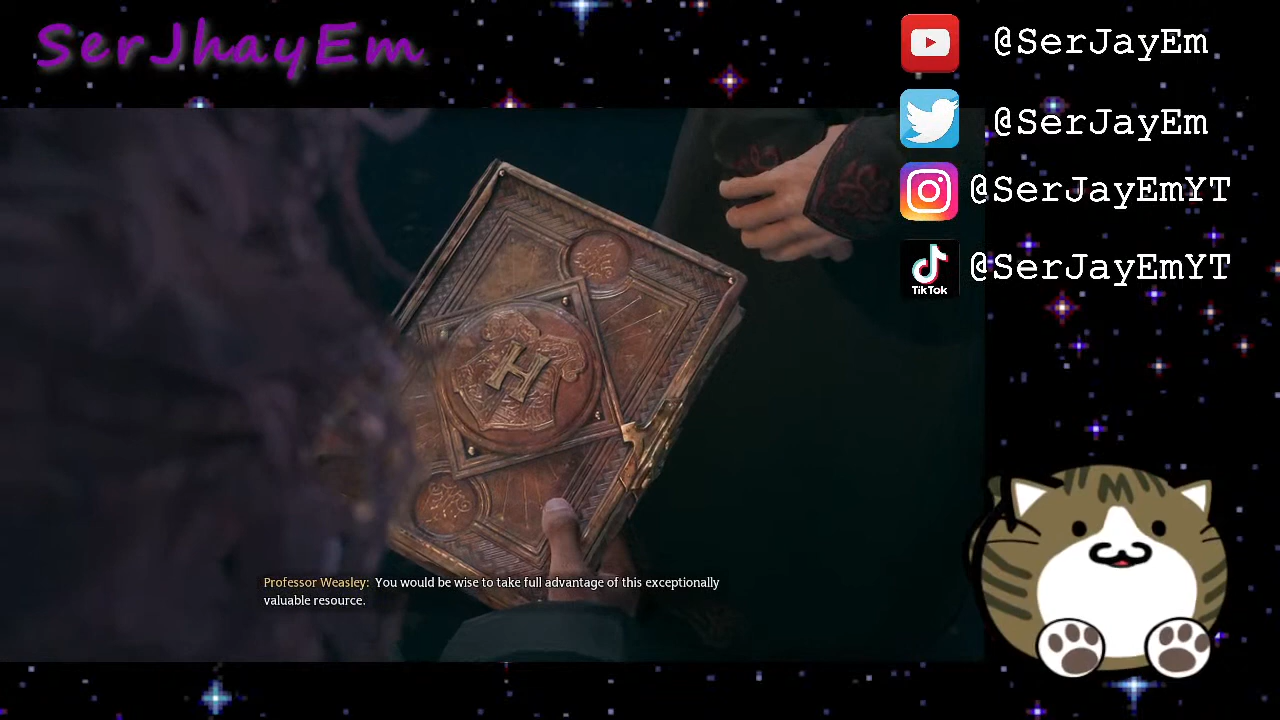 SerJhayEm
@SerJayEm
@SerJayEm
@SerJayEmYT
TikTok
@SerJayEmYT
H
Professor Weasley: You would be wise to take full advantage of this exceptionally
valuable resource.